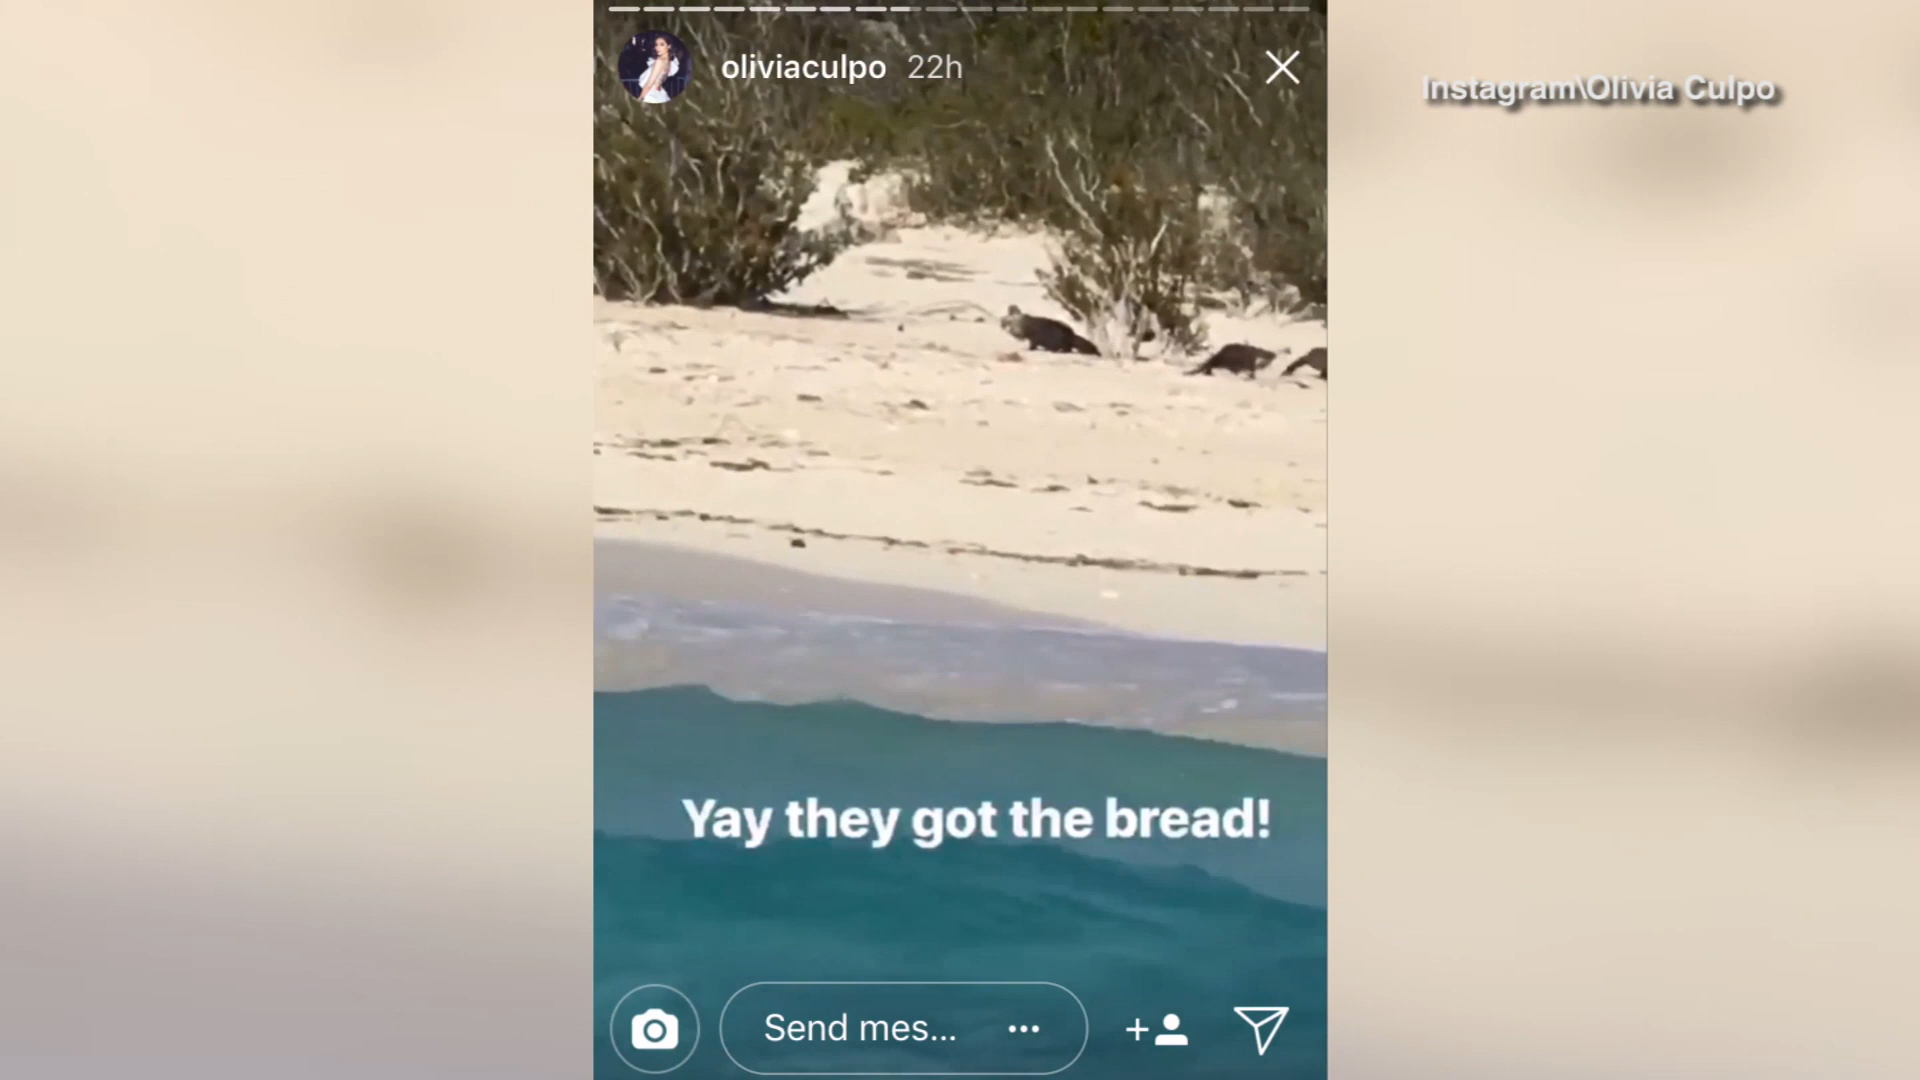 oliviaculpo 22h
Instagram\Olivia Culpo
Yay they got the bread!
Send mes...